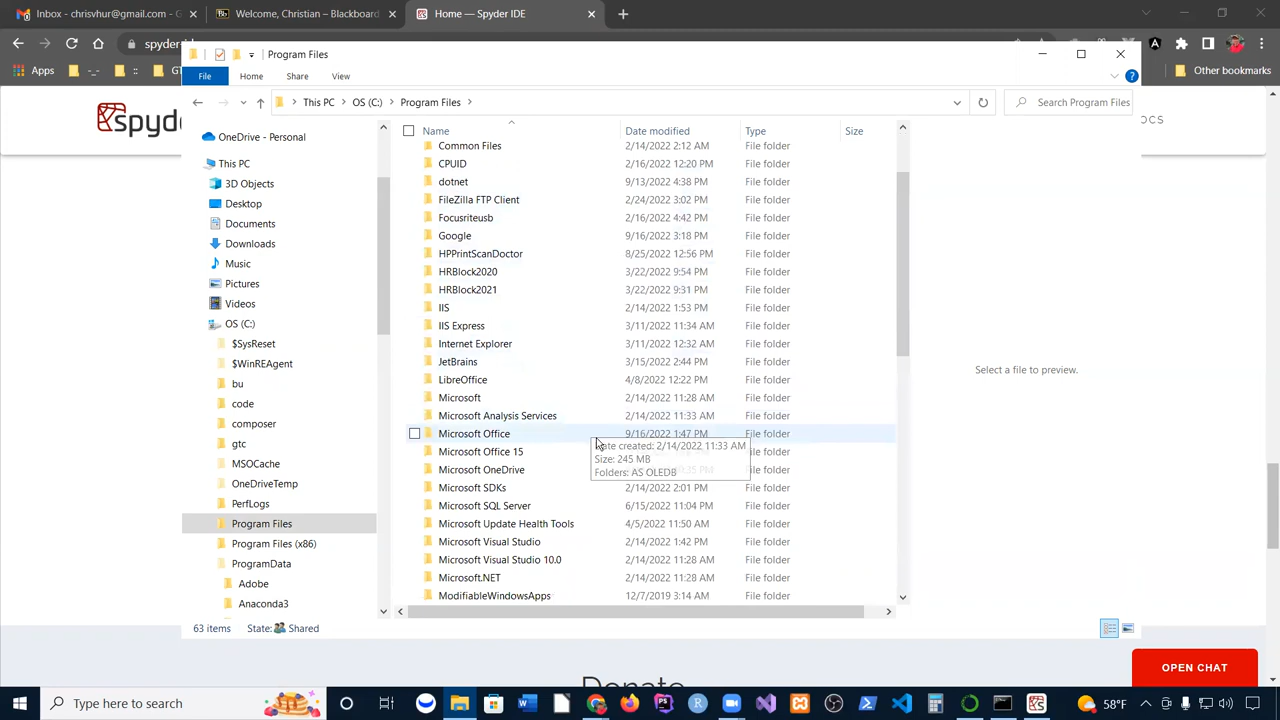 Inbox – chrisvhur@gmail.com – G
Term activation – Blackboard Le
Home — Spyder IDE
spyder
Apps
GT
Other bookmarks
spyd
OCS
Program Files
File Home Share View
This PC OS (C:) Program Files
Search Program Files
Name Date modified Type Size
OneDrive - Personal
This PC
3D Objects
Desktop
Documents
Downloads
Music
Pictures
Videos
OS (C:)
$SysReset
$WinREAgent
bu
code
composer
gtc
MSOCache
OneDriveTemp
PerfLogs
Program Files
Program Files (x86)
ProgramData
Adobe
Anaconda3
Common Files 2/14/2022 2:12 AM File folder
CPUID 2/16/2022 12:20 PM File folder
dotnet 9/13/2022 4:38 PM File folder
FileZilla FTP Client 2/24/2022 3:02 PM File folder
Focusriteusb 2/16/2022 4:42 PM File folder
Google 9/16/2022 3:18 PM File folder
HPPrintScanDoctor 8/25/2022 12:56 PM File folder
HRBlock2020 3/22/2022 9:54 PM File folder
HRBlock2021 3/22/2022 9:31 PM File folder
IIS 2/14/2022 1:53 PM File folder
IIS Express 3/11/2022 11:34 AM File folder
Internet Explorer 3/11/2022 12:32 AM File folder
JetBrains 3/15/2022 2:44 PM File folder
LibreOffice 4/8/2022 12:22 PM File folder
Microsoft 2/14/2022 11:28 AM File folder
Microsoft Analysis Services 2/14/2022 11:33 AM File folder
Microsoft Office 9/16/2022 1:47 PM File folder
Microsoft Office 15 File folder
Microsoft OneDrive :35 PM File folder
Microsoft SDKs 2/14/2022 2:01 PM File folder
Microsoft SQL Server 6/15/2022 11:04 PM File folder
Microsoft Update Health Tools 4/5/2022 11:50 AM File folder
Microsoft Visual Studio 2/14/2022 1:42 PM File folder
Microsoft Visual Studio 10.0 2/14/2022 11:28 AM File folder
Microsoft.NET 2/14/2022 11:28 AM File folder
ModifiableWindowsApps 12/7/2019 3:14 AM File folder
ate created: 2/14/2022 11:33 AM
Size: 245 MB
Folders: AS OLEDB
Select a file to preview.
63 items State: Shared
OPEN CHAT
Donate
Type here to search
58°F